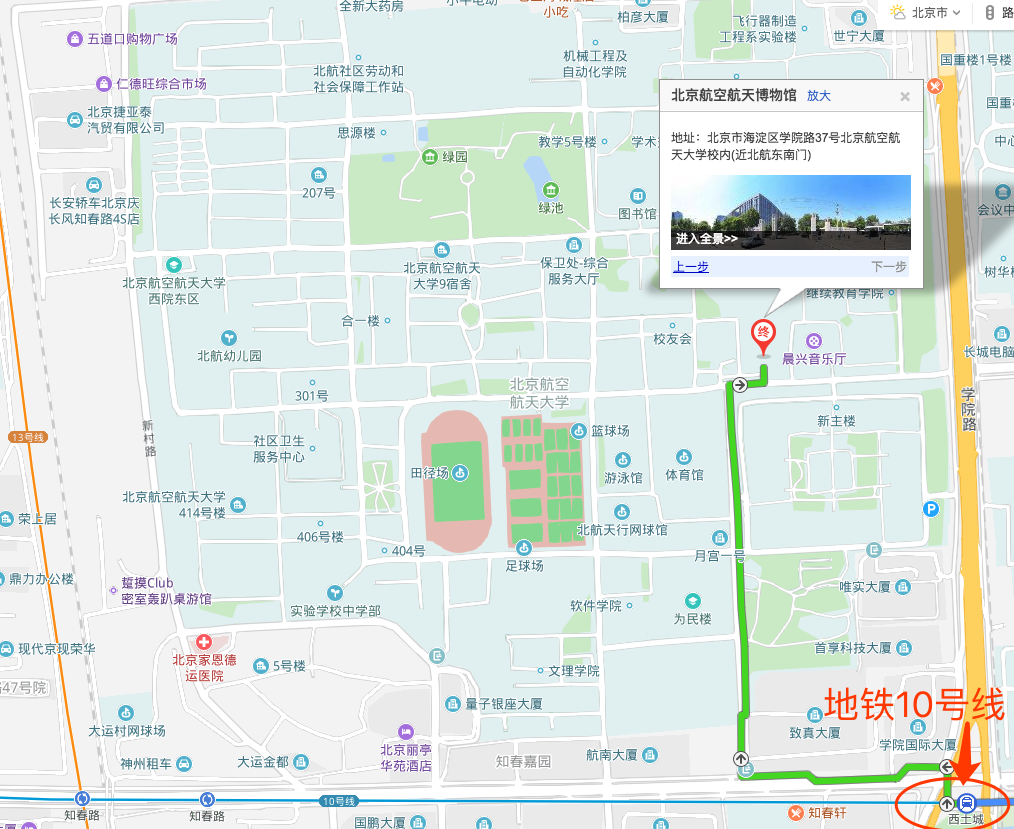 全新大药房
小吃
柏彦大厦
飞行器制造
工程系实验楼
世宁大厦
北京市
路
五道口购物广场
机械工程及
自动化学院
国重楼1号楼
北航社区劳动和
社会保障工作站
仁德旺综合市场
北京航空航天博物馆 放大
北京捷亚泰
汽贸有限公司
思源楼
教学5号楼
学术
地址：北京市海淀区学院路37号北京航空航
天大学校内(近北航东南门)
国重
中心
绿园
207号
长安轿车北京庆
长风知春路4S店
绿池
图书馆
会议中
进入全景>>
上一步
下一步
北京航空航天大学
西院东区
北京航空航天
大学9宿舍
保卫处-综合
服务大厅
继续教育学院
树华楼
合一楼
校友会
终
北航幼儿园
晨兴音乐厅
长城电脑
301号
北京航空
航天大学
学院路
新主楼
新村路
13号线
社区卫生
服务中心
篮球场
田径场
游泳馆
体育馆
北京航空航天大学
414号楼
荣上居
P
406号楼
北航天行网球馆
404号
足球场
月宫一号
鼎力办公楼
蹔摸Club
密室轰趴桌游馆
唯实大厦
实验学校中学部
软件学院
为民楼
现代京现荣华
首享科技大厦
北京家恩德
运医院
5号楼
文理学院
路47号院
量子银座大厦
地铁10号线
大运村网球场
致真大厦
学院国际大厦
北京丽亭
华苑酒店
神州租车
大运金都
知春嘉园
航南大厦
10号线
知春路
知春路
知春轩
西土城
国鹏大厦